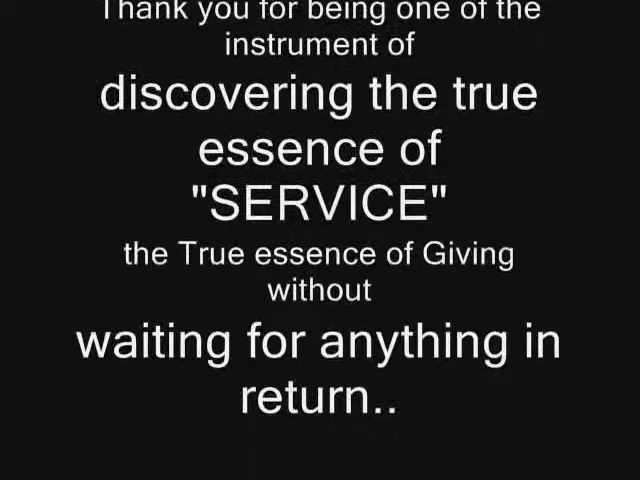 Thank you for being one of the
instrument of
discovering the true
essence of
"SERVICE"
the True essence of Giving
without
waiting for anything in
return..